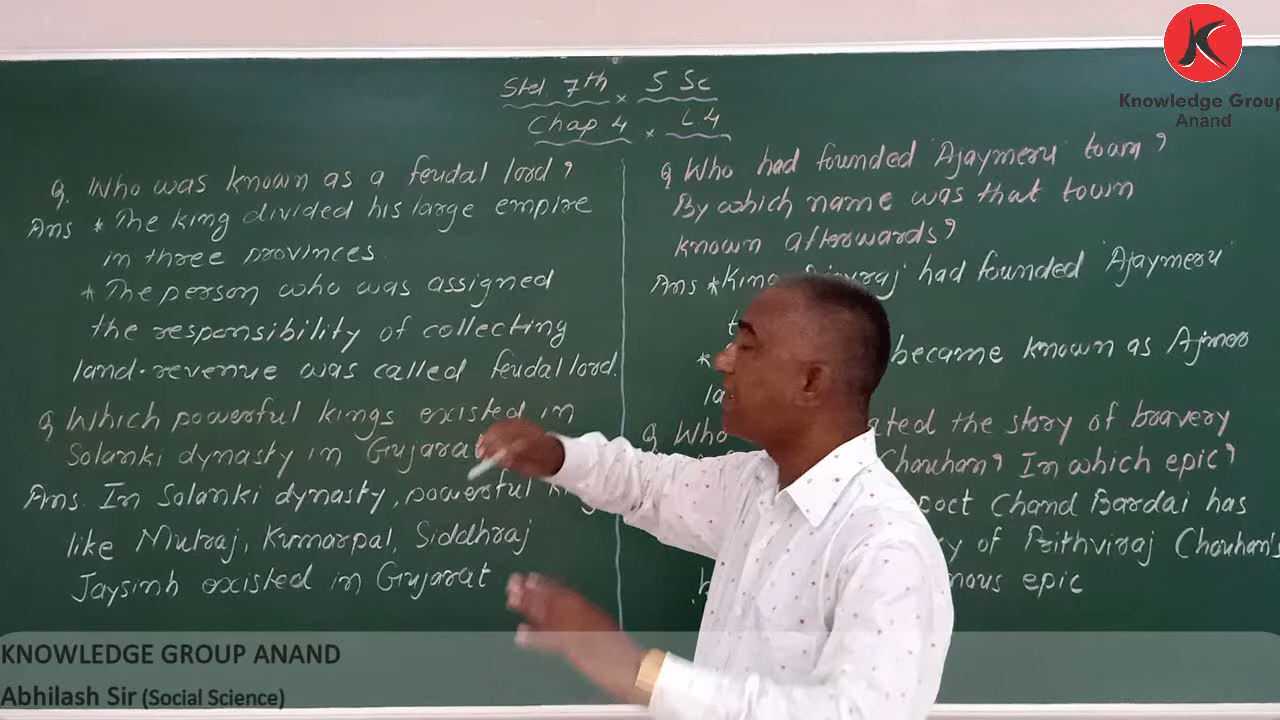 Std. 7th × S Sc
Chap 4 × L.4
Q. Who was known as a feudal lord?
Ans * The king divided his large empire
in three provinces.
* The person who was assigned
the responsibility of collecting
land-revenue was called feudal lord.
Q Which powerful kings existed in
Solanki dynasty in Gujarat
Ans. In Solanki dynasty, powerful
like Mulraj, Kumarpal, Siddhraj
Jaysinh existed in Gujarat
Q Who had founded 'Ajaymeru' town?
By which name was that town
known afterwards?
Ans * King had founded 'Ajaymeru'
* became known as Ajmer
Q Who the story of bravery
Chauhan? In which epic?
poet Chand Bardai has
of Prithviraj Chauhan's
epic
K
Knowledge Group
Anand
KNOWLEDGE GROUP ANAND
Abhilash Sir (Social Science)